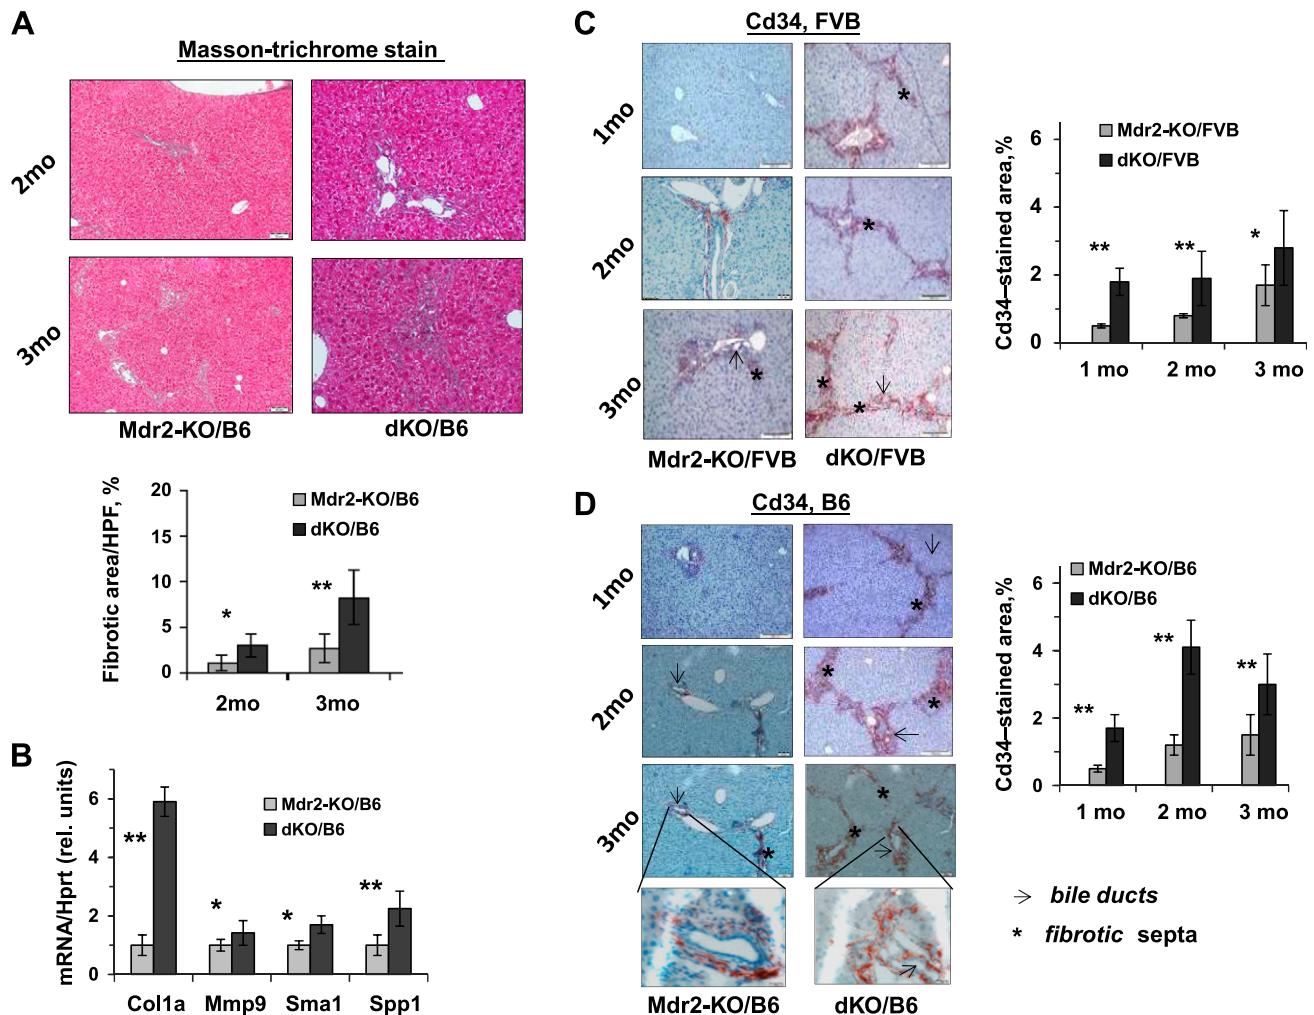 A
Masson-trichrome stain
2mo
3mo
Mdr2-KO/B6
dKO/B6
Fibrotic area/HPF, %
20
15
10
5
0
Mdr2-KO/B6
dKO/B6
*
**
2mo
3mo
B
mRNA/Hprt (rel. units)
6
4
2
0
Mdr2-KO/B6
dKO/B6
**
*
*
**
Col1a
Mmp9
Sma1
Spp1
C
Cd34, FVB
1mo
2mo
3mo
*
*
*
*
*
Mdr2-KO/FVB
dKO/FVB
Cd34–stained area,%
6
4
2
0
Mdr2-KO/FVB
dKO/FVB
**
**
*
1 mo
2 mo
3 mo
D
Cd34, B6
1mo
2mo
3mo
*
*
*
*
*
*
Mdr2-KO/B6
dKO/B6
Cd34–stained area,%
6
4
2
0
Mdr2-KO/B6
dKO/B6
**
**
**
1 mo
2 mo
3 mo
bile ducts
* fibrotic septa